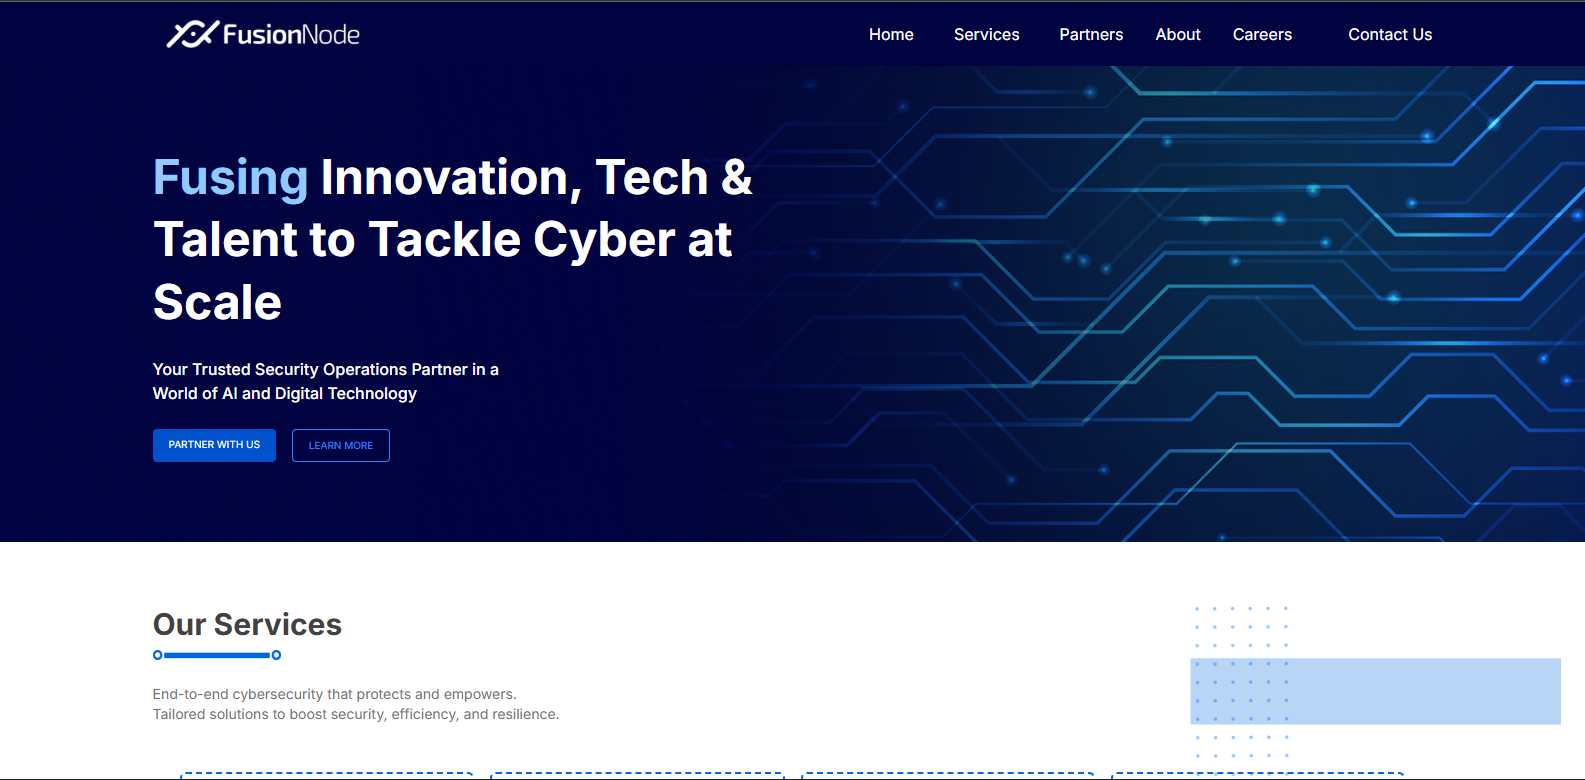 FusionNode
Home Services Partners About Careers Contact Us
Fusing Innovation, Tech &
Talent to Tackle Cyber at
Scale
Your Trusted Security Operations Partner in a
World of AI and Digital Technology
PARTNER WITH US LEARN MORE
Our Services
End-to-end cybersecurity that protects and empowers.
Tailored solutions to boost security, efficiency, and resilience.